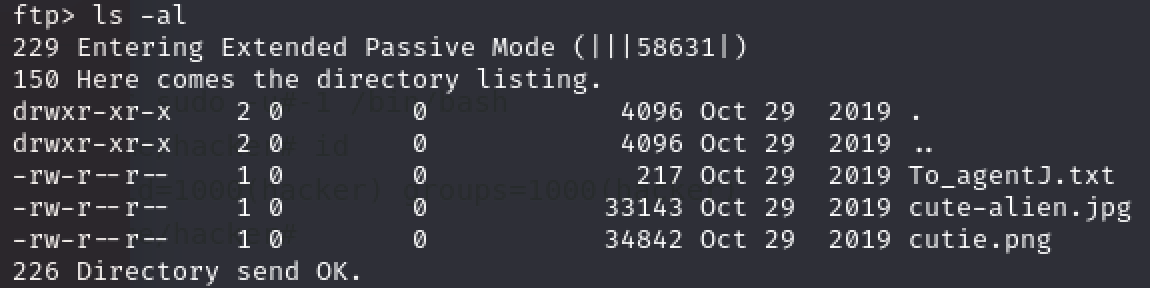 ftp> ls -al
229 Entering Extended Passive Mode (|||58631|)
150 Here comes the directory listing.
drwxr-xr-x    2 0        0            4096 Oct 29  2019 .
drwxr-xr-x    2 0        0            4096 Oct 29  2019 ..
-rw-r--r--    1 0        0             217 Oct 29  2019 To_agentJ.txt
-rw-r--r--    1 0        0           33143 Oct 29  2019 cute-alien.jpg
-rw-r--r--    1 0        0           34842 Oct 29  2019 cutie.png
226 Directory send OK.